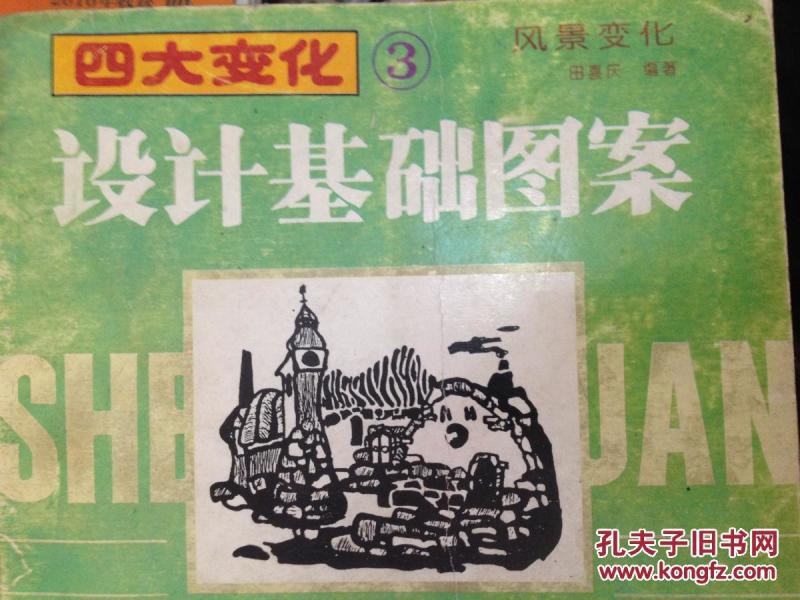 四大变化 ③
风景变化
田喜庆 编著
设计基础图案
SHE UAN
孔夫子旧书网
www.kongfz.com